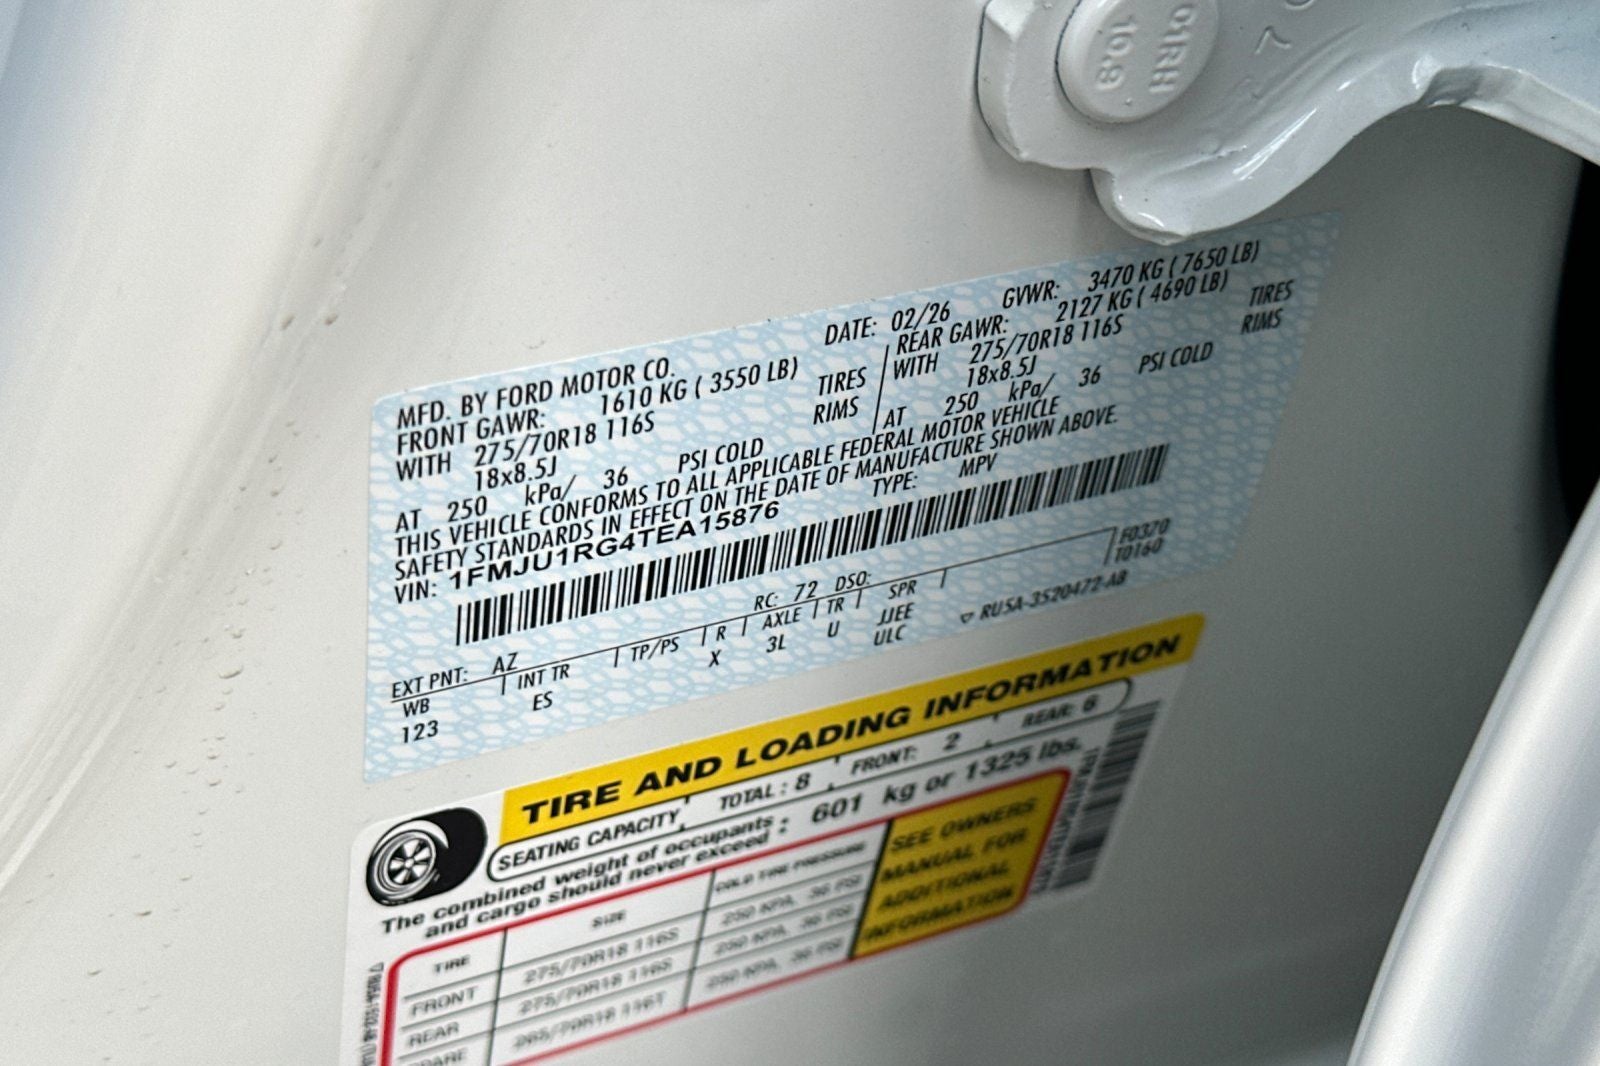 01RH
10.9
MFD. BY FORD MOTOR CO.
DATE: 02/26 GVWR: 3470 KG ( 7650 LB)
FRONT GAWR: 1610 KG ( 3550 LB)
REAR GAWR: 2127 KG ( 4690 LB)
WITH 275/70R18 116S TIRES
WITH 275/70R18 116S TIRES
18x8.5J RIMS
18x8.5J RIMS
AT 250 kPa/ 36 PSI COLD
AT 250 kPa/ 36 PSI COLD
THIS VEHICLE CONFORMS TO ALL APPLICABLE FEDERAL MOTOR VEHICLE
SAFETY STANDARDS IN EFFECT ON THE DATE OF MANUFACTURE SHOWN ABOVE.
VIN: 1FMJU1RG4TEA15876 TYPE: MPV
F0370
T0160
EXT PNT: AZ RC: 72 DSO:
WB INT TR TP/PS R AXLE TR SPR
123 ES X 3L U JJEE
ULC
▽ RU5A-3520472-AB
TIRE AND LOADING INFORMATION
SEATING CAPACITY, TOTAL: 8 , FRONT: 2 , REAR: 6
The combined weight of occupants
and cargo should never exceed : 601 kg or 1325 lbs.
TIRE SIZE COLD TIRE PRESSURE
FRONT 275/70R18 116S 250 KPA, 36 PSI
REAR 275/70R18 116S 250 KPA, 36 PSI
SPARE 265/70R18 116T 250 KPA, 36 PSI
SEE OWNERS
MANUAL FOR
ADDITIONAL
INFORMATION